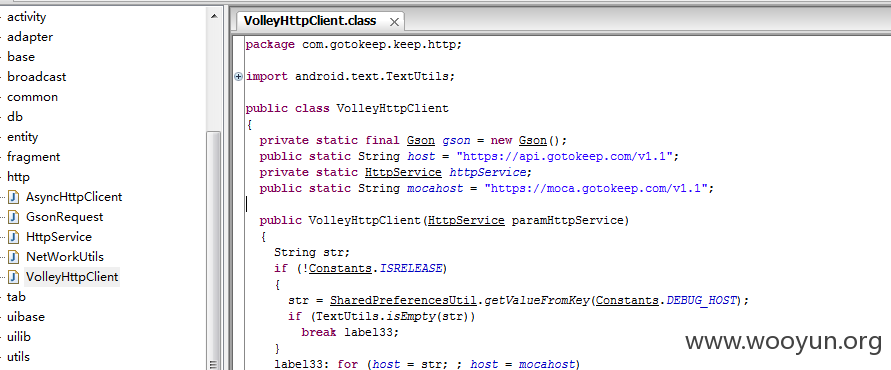 activity
adapter
base
broadcast
common
db
entity
fragment
http
AsyncHttpClicent
GsonRequest
HttpService
NetWorkUtils
VolleyHttpClient
tab
uibase
uilib
utils
VolleyHttpClient.class
package com.gotokeep.keep.http;
import android.text.TextUtils;
public class VolleyHttpClient
{
private static final Gson gson = new Gson();
public static String host = "https://api.gotokeep.com/v1.1";
private static HttpService httpService;
public static String mocahost = "https://moca.gotokeep.com/v1.1";
public VolleyHttpClient(HttpService paramHttpService)
{
String str;
if (!Constants.ISRELEASE)
{
str = SharedPreferencesUtil.getValueFromKey(Constants.DEBUG_HOST);
if (TextUtils.isEmpty(str))
break label33;
}
label33: for (host = str; ; host = mocahost)
www.wooyun.org